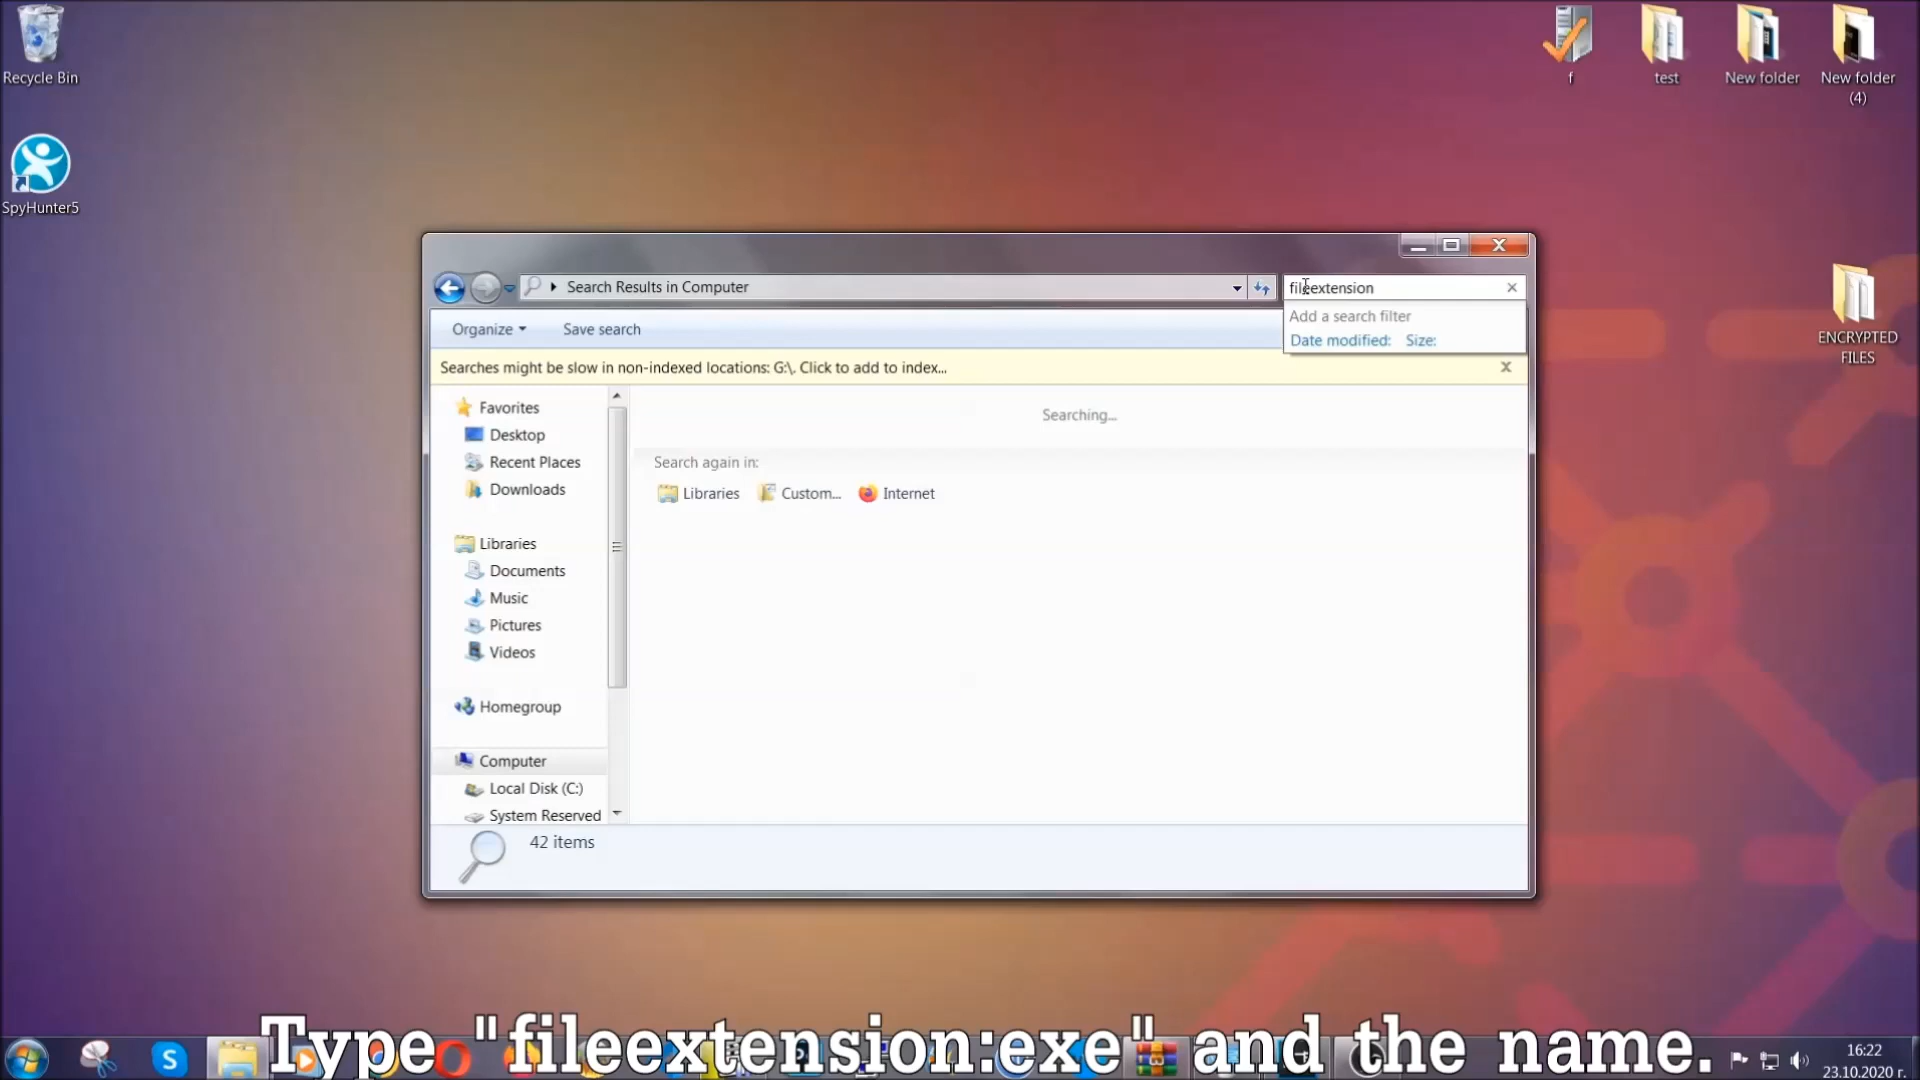 Recycle Bin
SpyHunter5
f
test
New folder
New folder
(4)
ENCRYPTED
FILES
Search Results in Computer
fileextension
Add a search filter
Date modified: Size:
Organize
Save search
Searches might be slow in non-indexed locations: G:\. Click to add to index...
Favorites
Desktop
Recent Places
Downloads
Libraries
Documents
Music
Pictures
Videos
Homegroup
Computer
Local Disk (C:)
System Reserved
Searching...
Search again in:
Libraries
Custom...
Internet
42 items
Type "fileextension:exe" and the name.
16:22
23.10.2020 г.